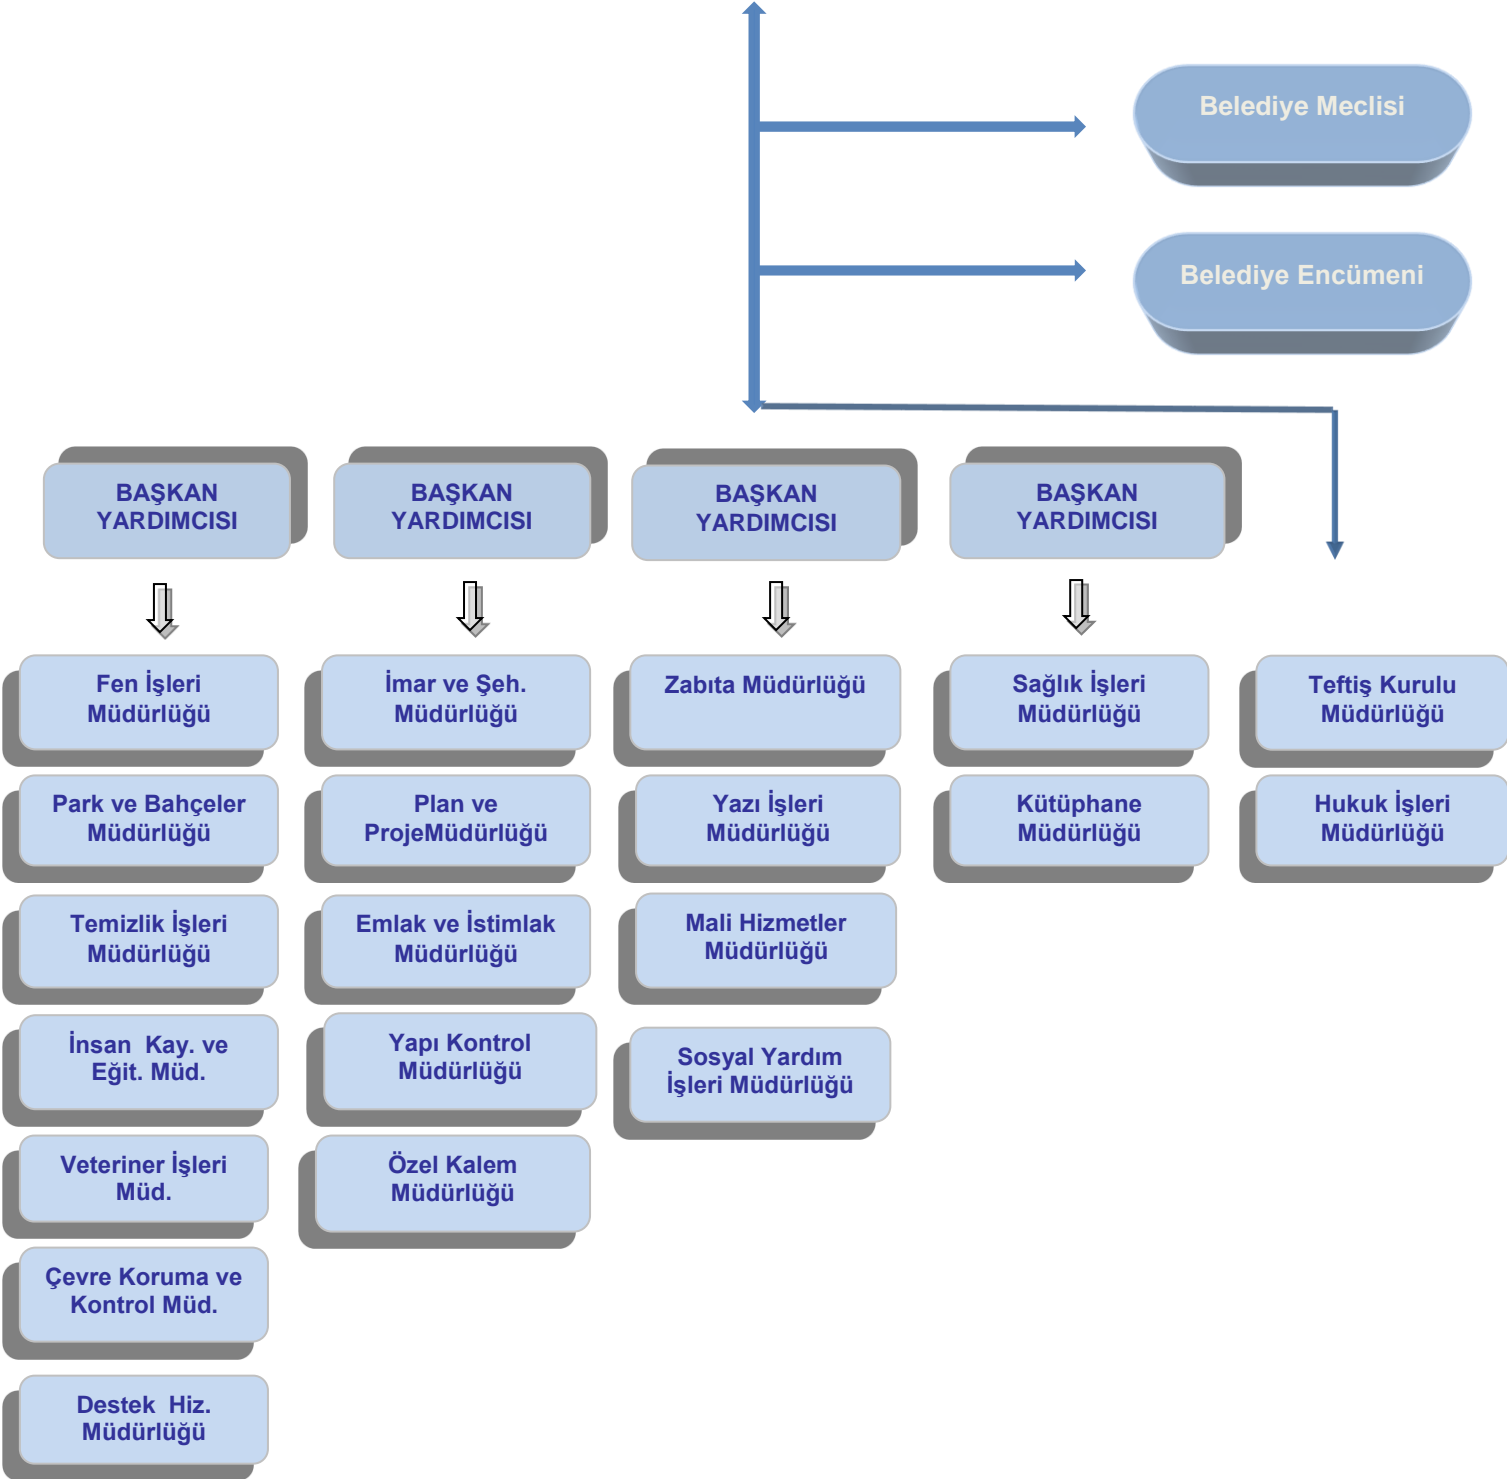 Belediye Meclisi
Belediye Encümeni
BAŞKAN
YARDIMCISI
BAŞKAN
YARDIMCISI
BAŞKAN
YARDIMCISI
BAŞKAN
YARDIMCISI
Fen İşleri
Müdürlüğü
Park ve Bahçeler
Müdürlüğü
Temizlik İşleri
Müdürlüğü
İnsan  Kay. ve
Eğit. Müd.
Veteriner İşleri
Müd.
Çevre Koruma ve
Kontrol Müd.
Destek  Hiz.
Müdürlüğü
İmar ve Şeh.
Müdürlüğü
Plan ve
ProjeMüdürlüğü
Emlak ve İstimlak
Müdürlüğü
Yapı Kontrol
Müdürlüğü
Özel Kalem
Müdürlüğü
Zabıta Müdürlüğü
Yazı İşleri
Müdürlüğü
Mali Hizmetler
Müdürlüğü
Sosyal Yardım
İşleri Müdürlüğü
Sağlık İşleri
Müdürlüğü
Kütüphane
Müdürlüğü
Teftiş Kurulu
Müdürlüğü
Hukuk İşleri
Müdürlüğü